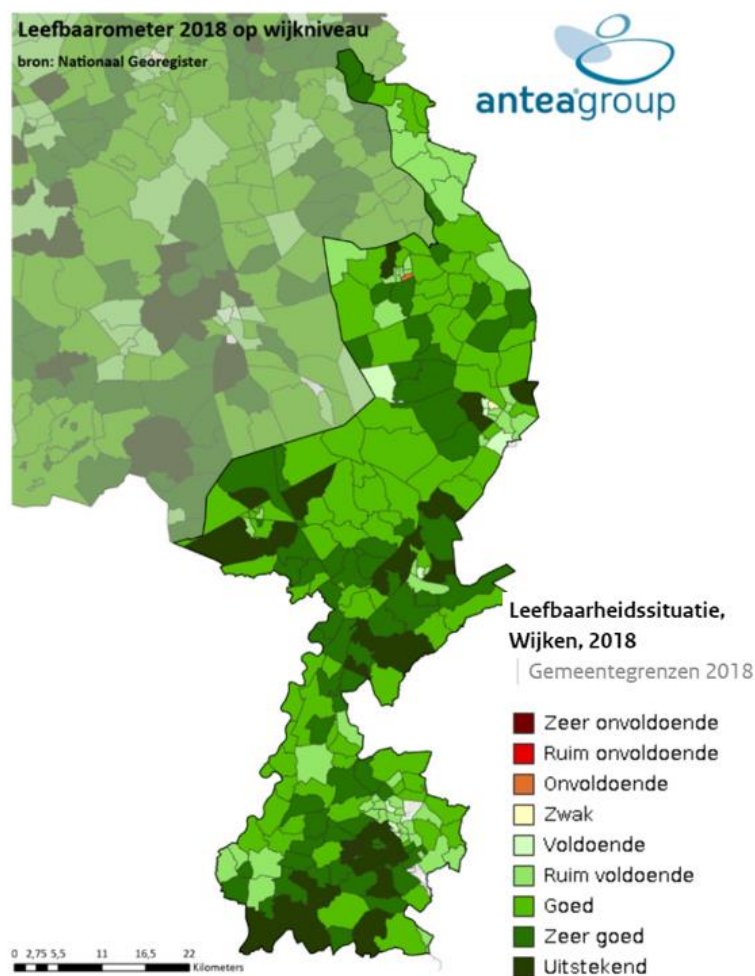 Leefbaarometer 2018 op wijkniveau
bron: Nationaal Georegister
anteagroup
Leefbaarheidssituatie,
Wijken, 2018
Gemeentegrenzen 2018
Zeer onvoldoende
Ruim onvoldoende
Onvoldoende
Zwak
Voldoende
Ruim voldoende
Goed
Zeer goed
Uitstekend
0 2,75 5,5 11 16,5 22
Kilometers